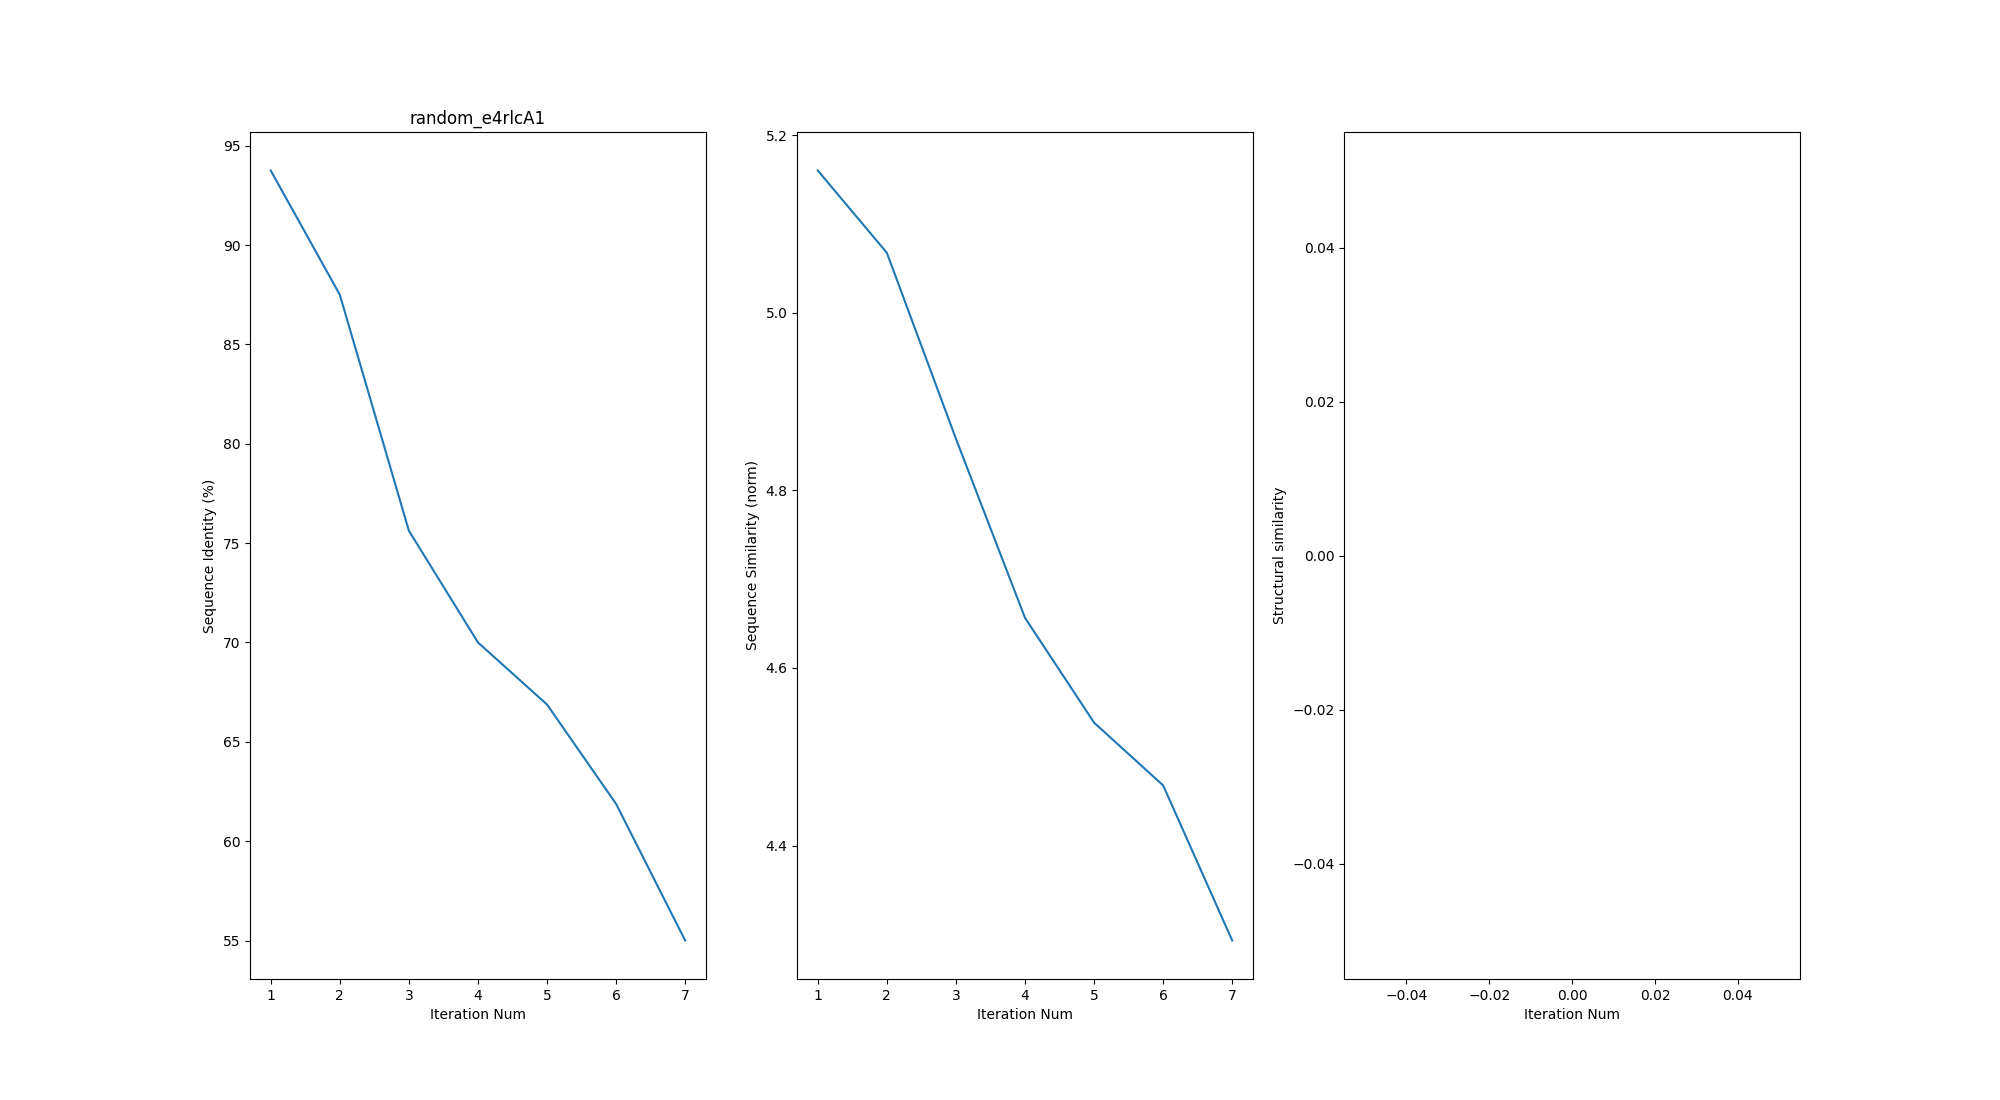 random_e4rlcA1
95
90
85
80
75
70
65
60
55
Sequence Identity (%)
1 2 3 4 5 6 7
Iteration Num
5.2
5.0
4.8
4.6
4.4
Sequence Similarity (norm)
1 2 3 4 5 6 7
Iteration Num
0.04
0.02
0.00
−0.02
−0.04
Structural similarity
−0.04 −0.02 0.00 0.02 0.04
Iteration Num